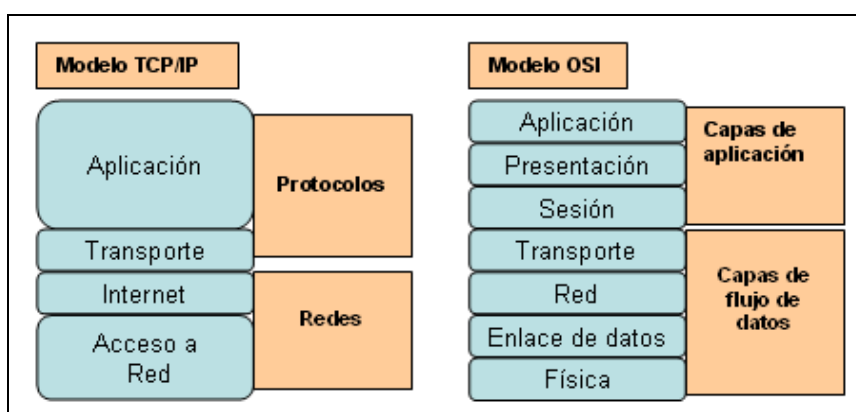 Modelo TCP/IP
Aplicación
Transporte
Internet
Acceso a
Red
Protocolos
Redes
Modelo OSI
Aplicación
Presentación
Sesión
Transporte
Red
Enlace de datos
Física
Capas de
aplicación
Capas de
flujo de
datos